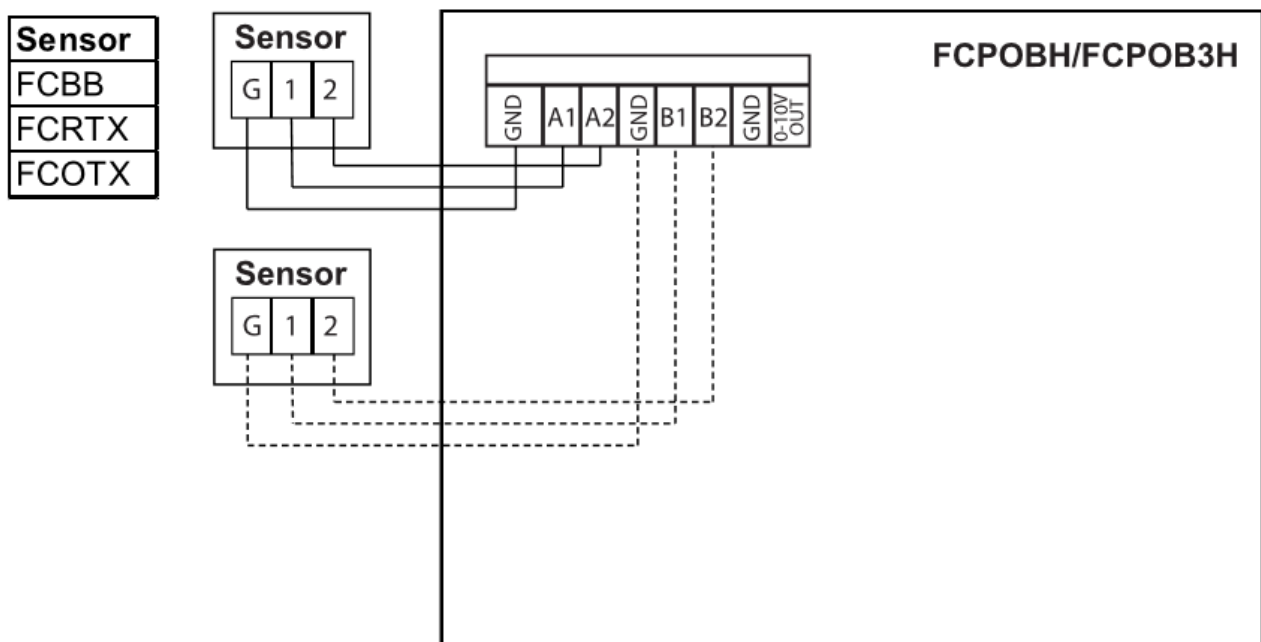 Sensor
FCBB
FCRTX
FCOTX
Sensor
G 1 2
FCPOBH/FCPOB3H
GND A1 A2 GND B1 B2 GND 0-10V OUT
Sensor
G 1 2